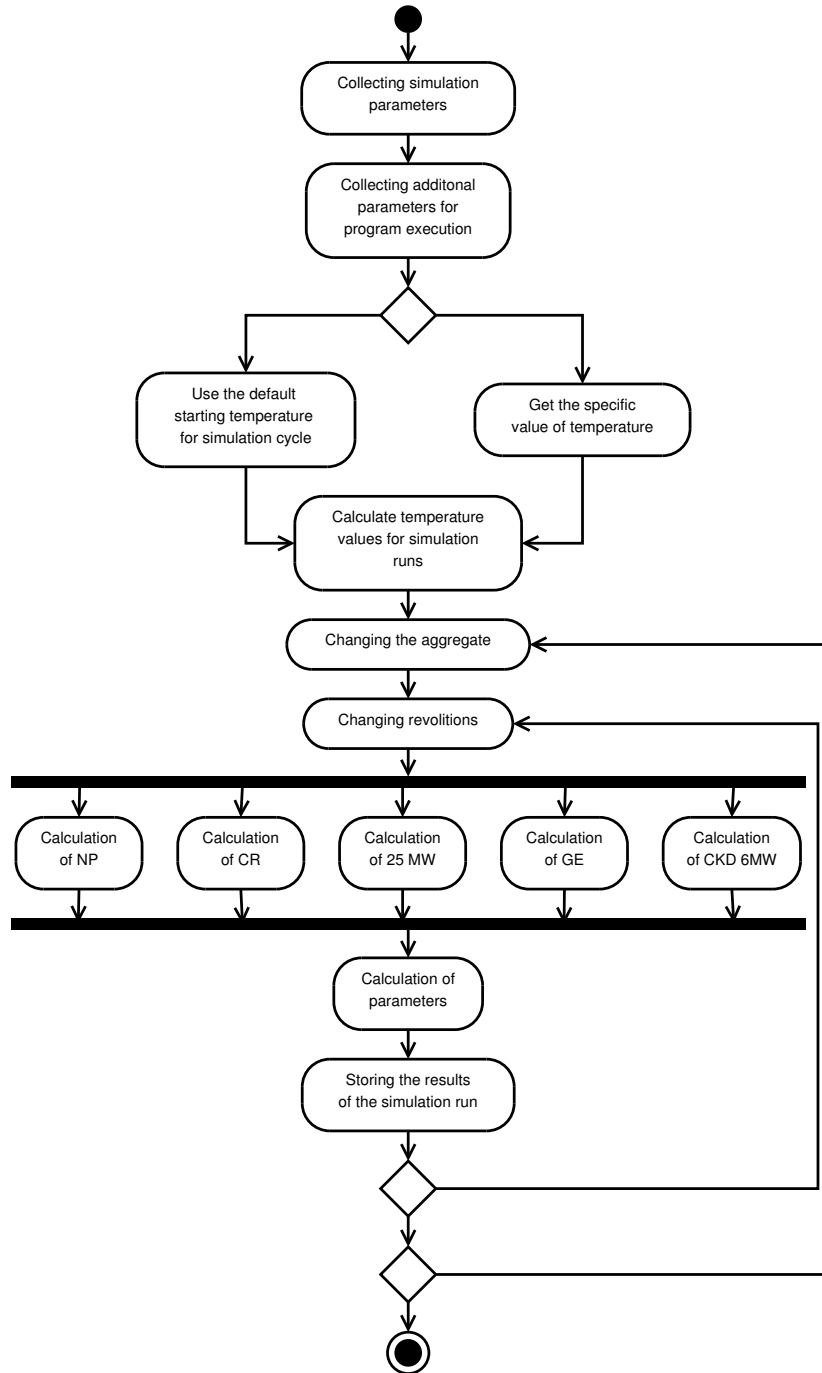 Collecting simulation
parameters
Collecting additonal
parameters for
program execution
Use the default
starting temperature
for simulation cycle
Get the specific
value of temperature
Calculate temperature
values for simulation
runs
Changing the aggregate
Changing revolitions
Calculation
of NP
Calculation
of CR
Calculation
of 25 MW
Calculation
of GE
Calculation
of CKD 6MW
Calculation of
parameters
Storing the results
of the simulation run